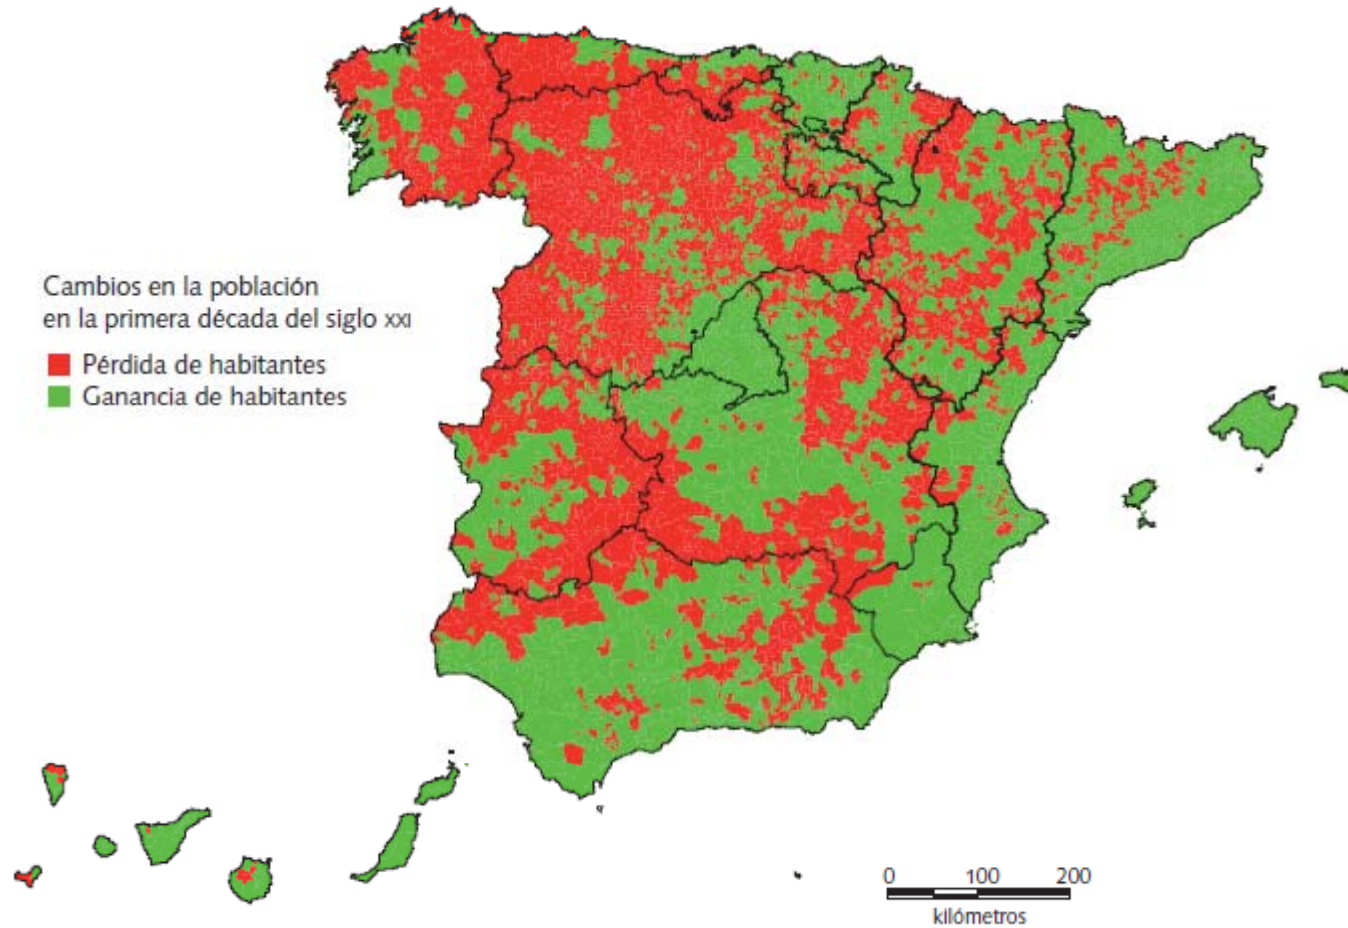 Cambios en la población
en la primera década del siglo XXI
Pérdida de habitantes
Ganancia de habitantes
0 100 200
kilómetros